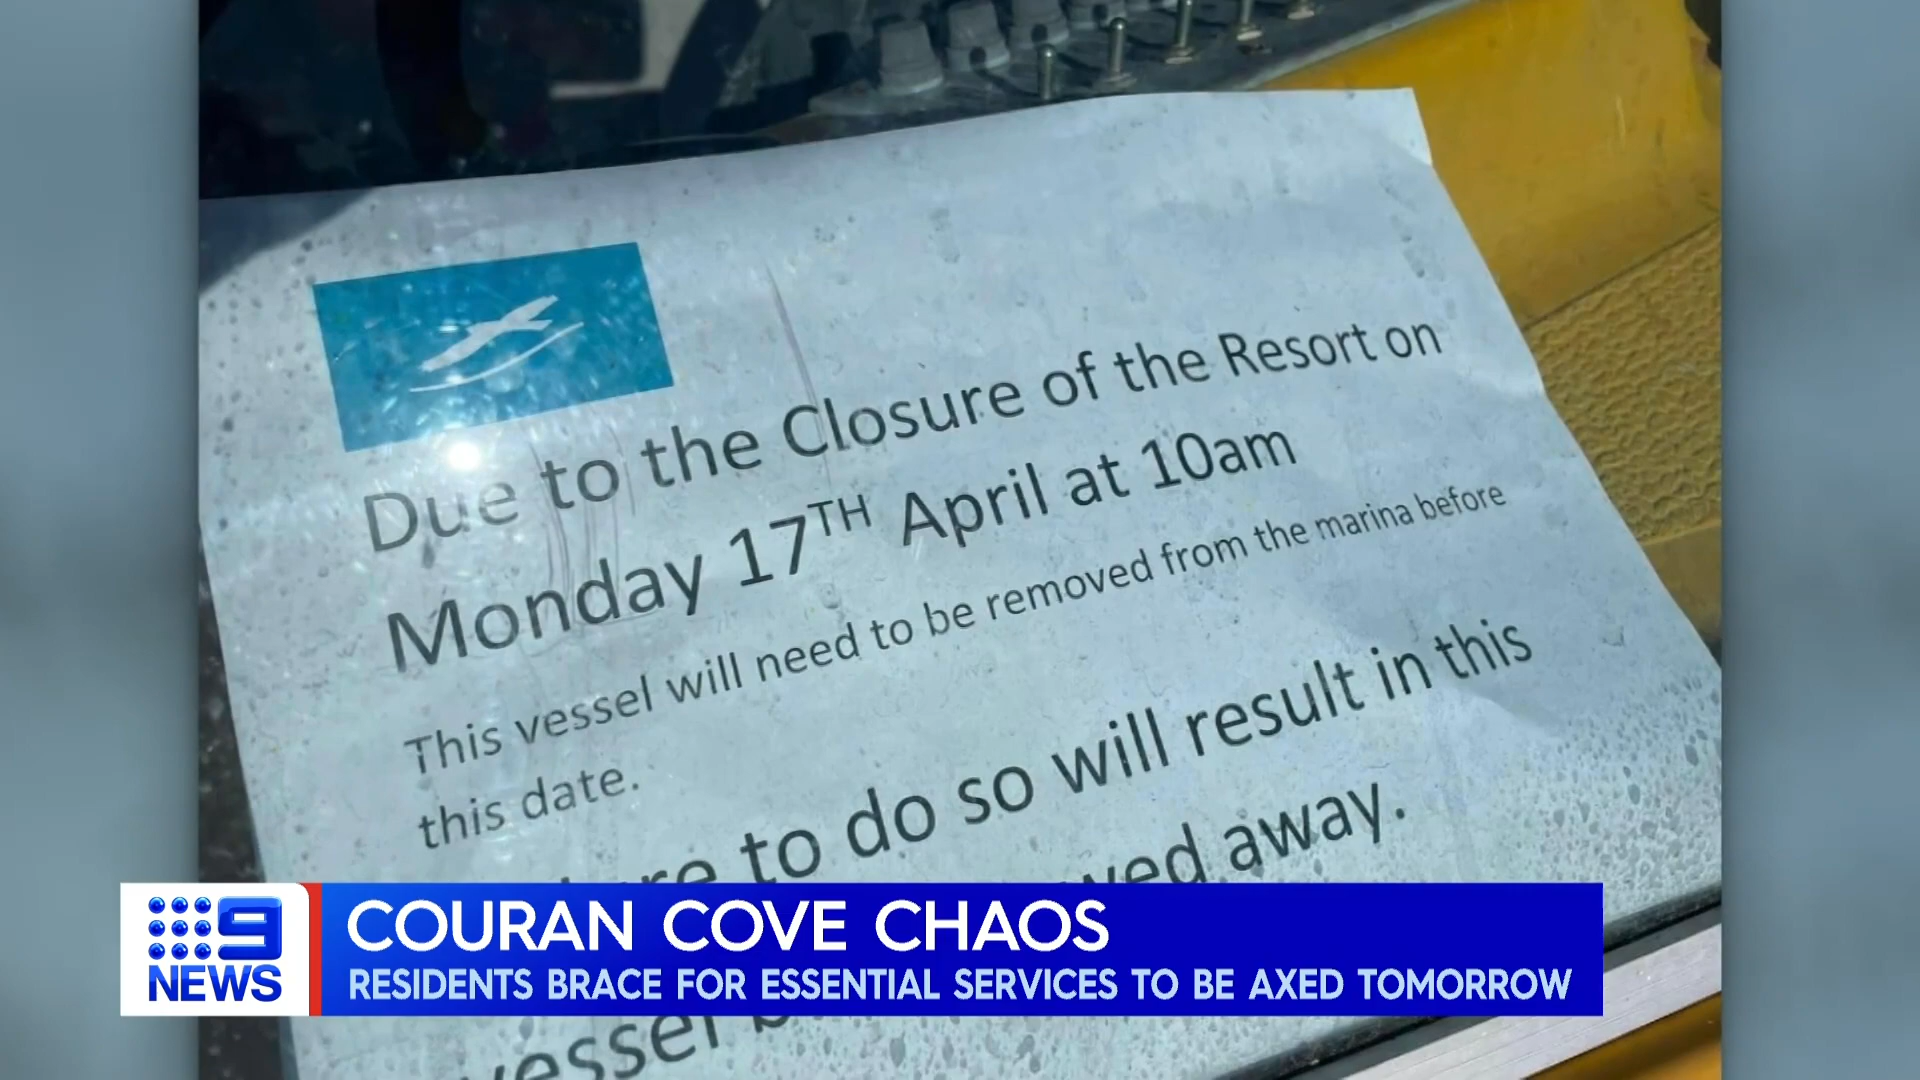 Due to the Closure of the Resort on
Monday 17TH April at 10am
This vessel will need to be removed from the marina before
this date.
to do so will result in this
away.
9
NEWS
COURAN COVE CHAOS
RESIDENTS BRACE FOR ESSENTIAL SERVICES TO BE AXED TOMORROW